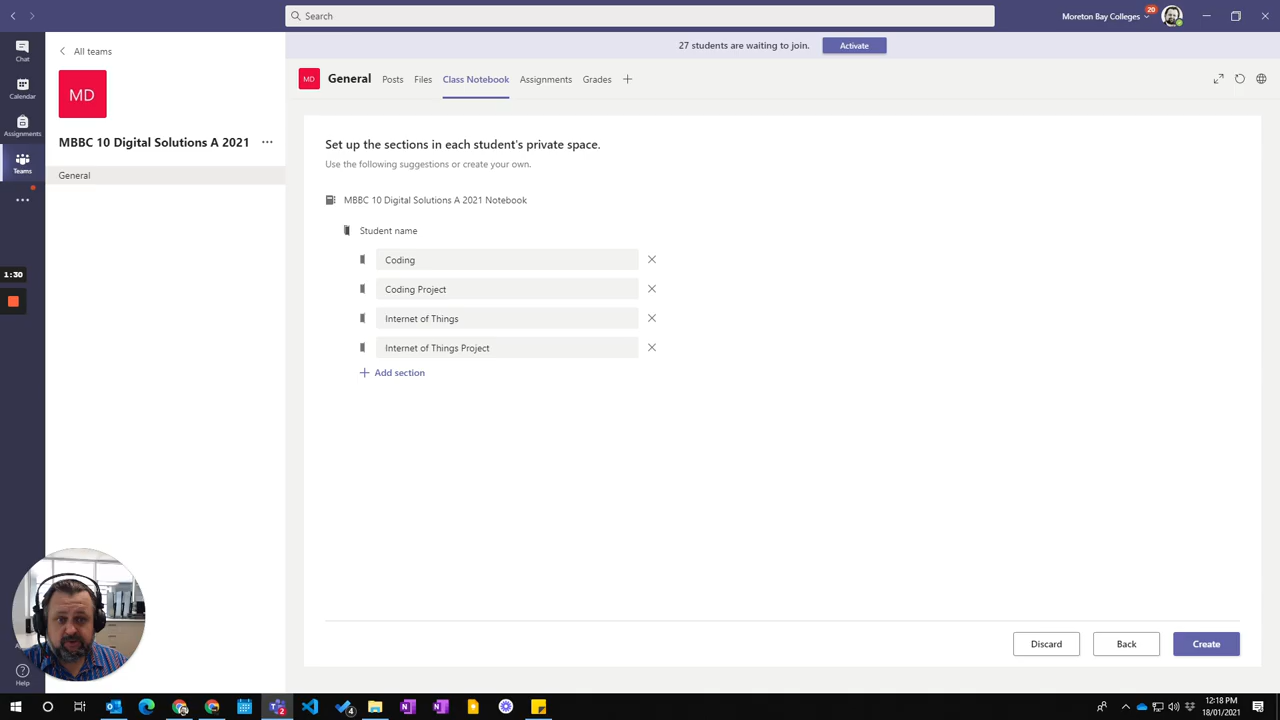 Search
Moreton Bay Colleges
20
Chat
Calendar
Assignments
Teams
Help
All teams
MD
MBBC 10 Digital Solutions A 2021
General
1:30
27 students are waiting to join.
Activate
MD
General
Posts
Files
Class Notebook
Assignments
Grades
Set up the sections in each student's private space.
Use the following suggestions or create your own.
MBBC 10 Digital Solutions A 2021 Notebook
Student name
Coding
Coding Project
Internet of Things
Internet of Things Project
Add section
Discard
Back
Create
2
4
12:18 PM
18/01/2021